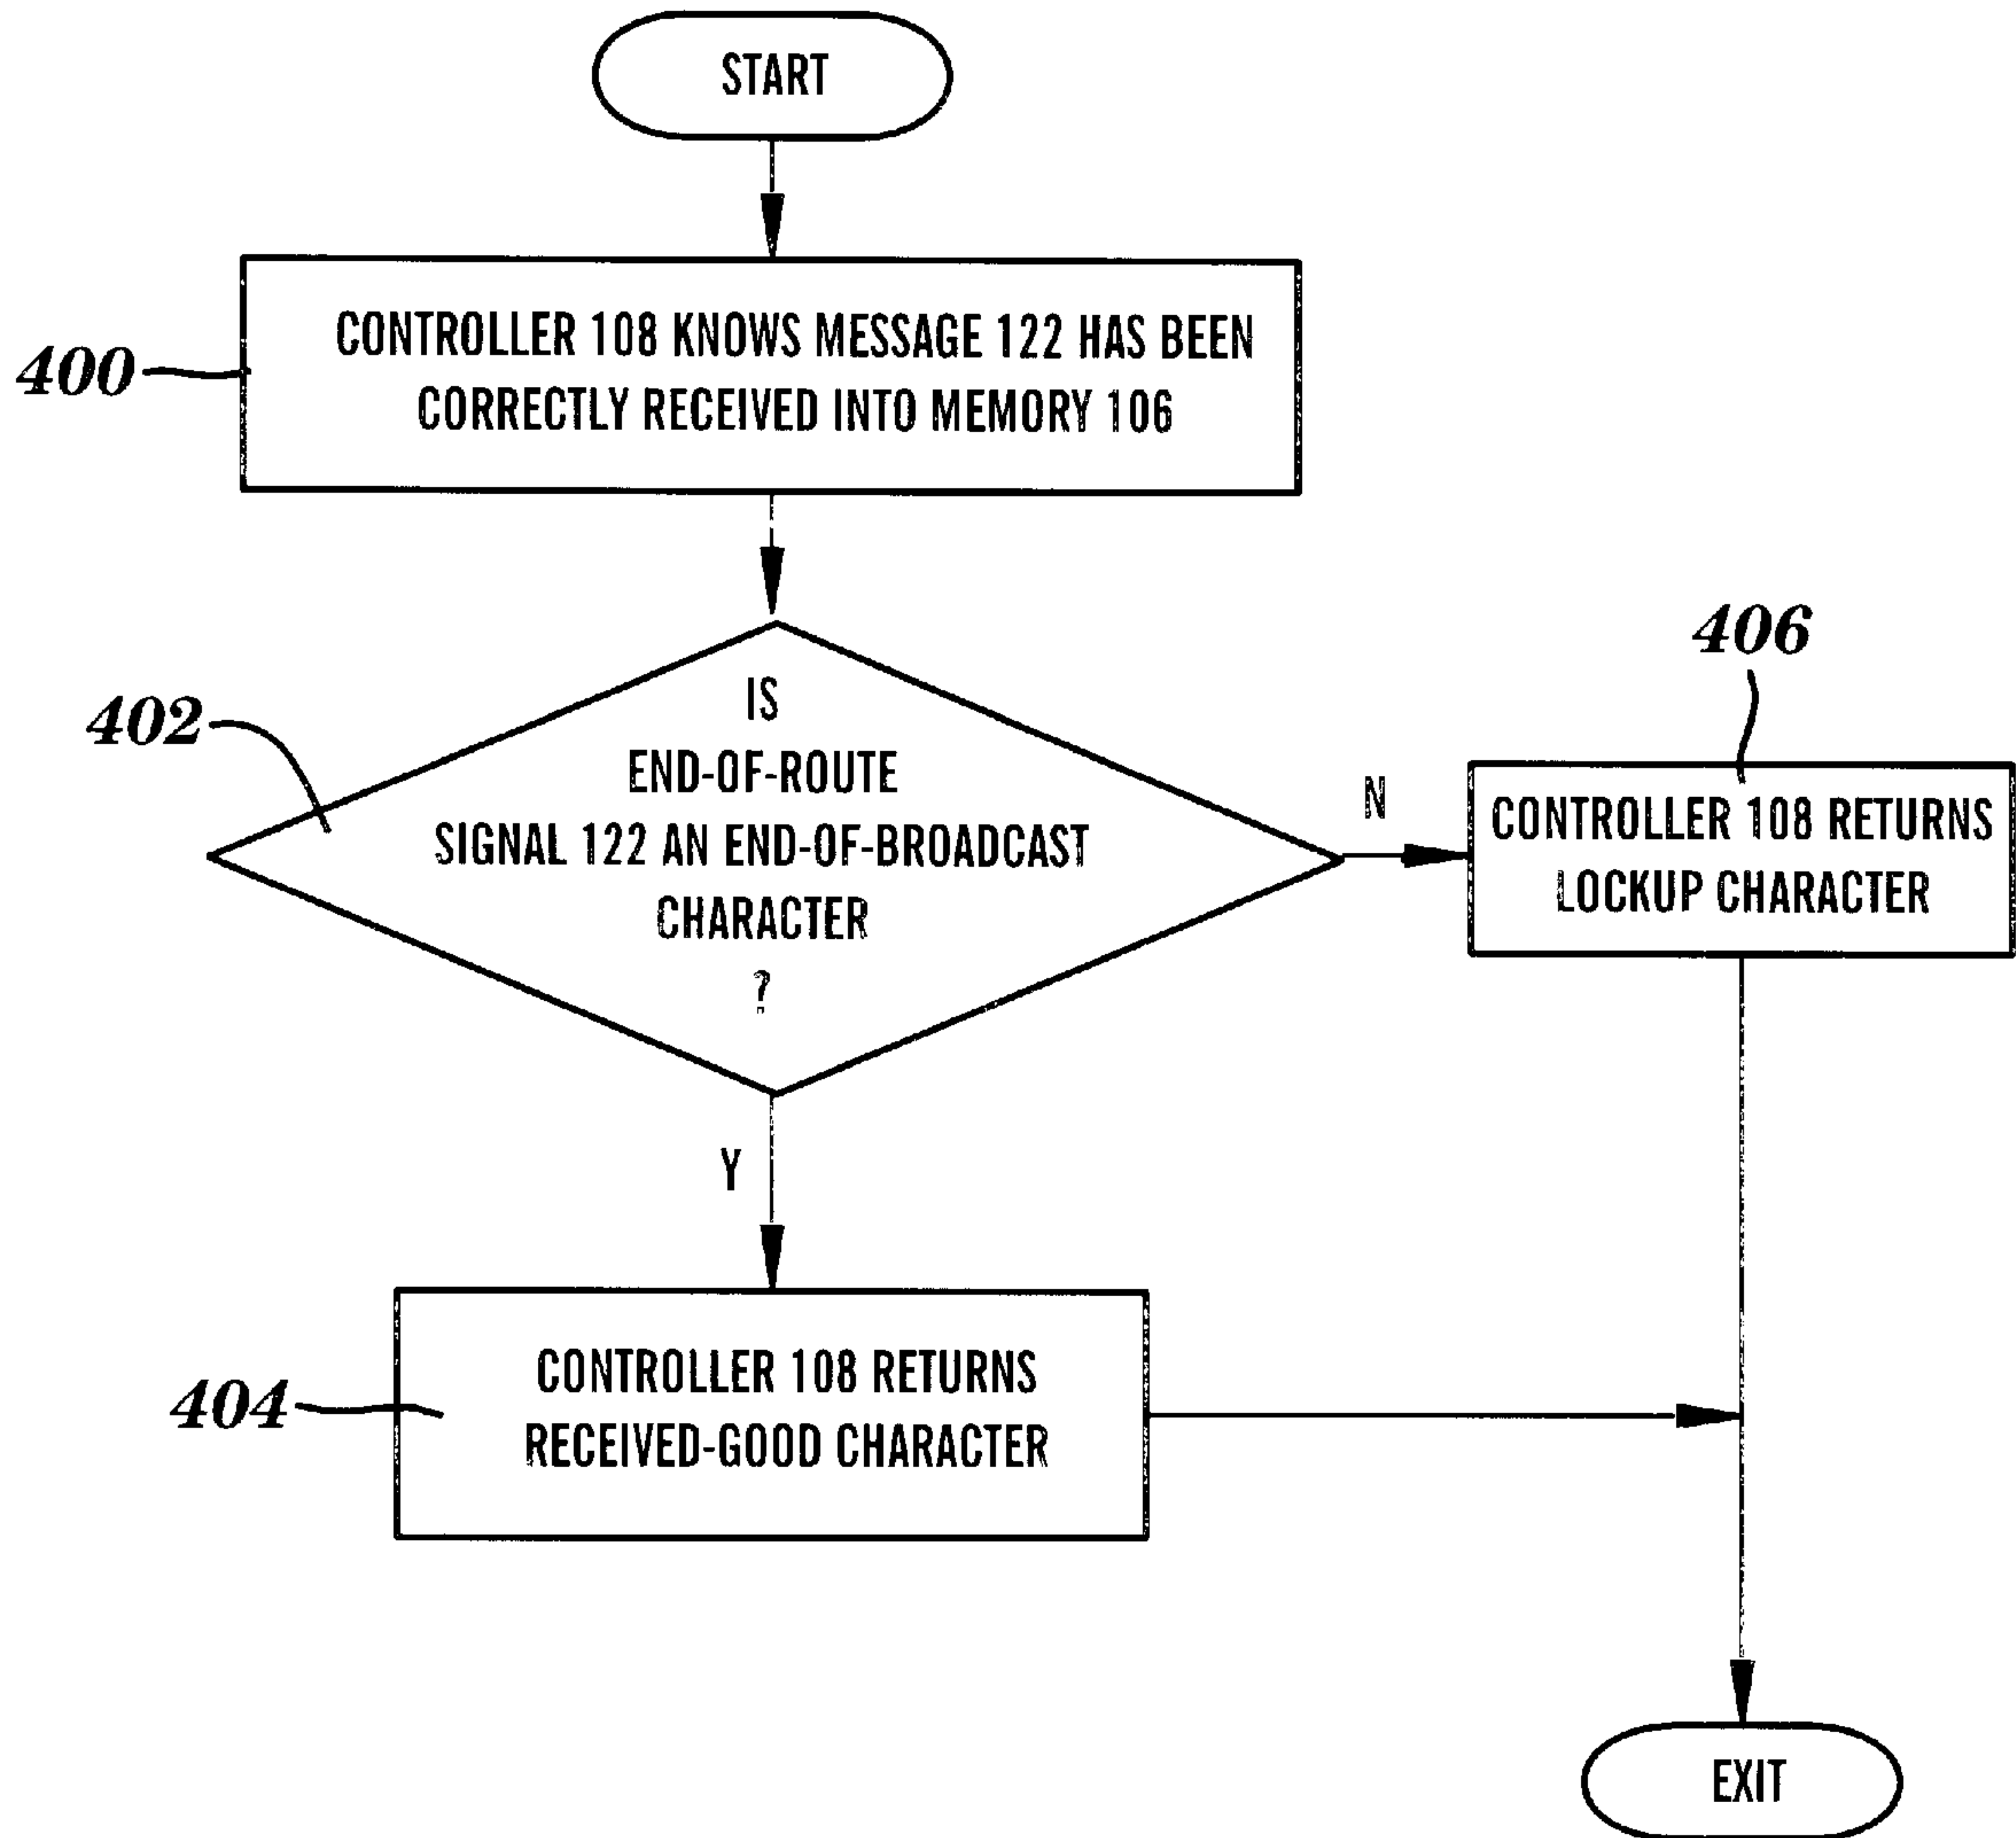 START
400
CONTROLLER 108 KNOWS MESSAGE 122 HAS BEEN
CORRECTLY RECEIVED INTO MEMORY 106
402
IS
END-OF-ROUTE
SIGNAL 122 AN END-OF-BROADCAST
CHARACTER
?
N
406
CONTROLLER 108 RETURNS
LOCKUP CHARACTER
Y
404
CONTROLLER 108 RETURNS
RECEIVED-GOOD CHARACTER
EXIT